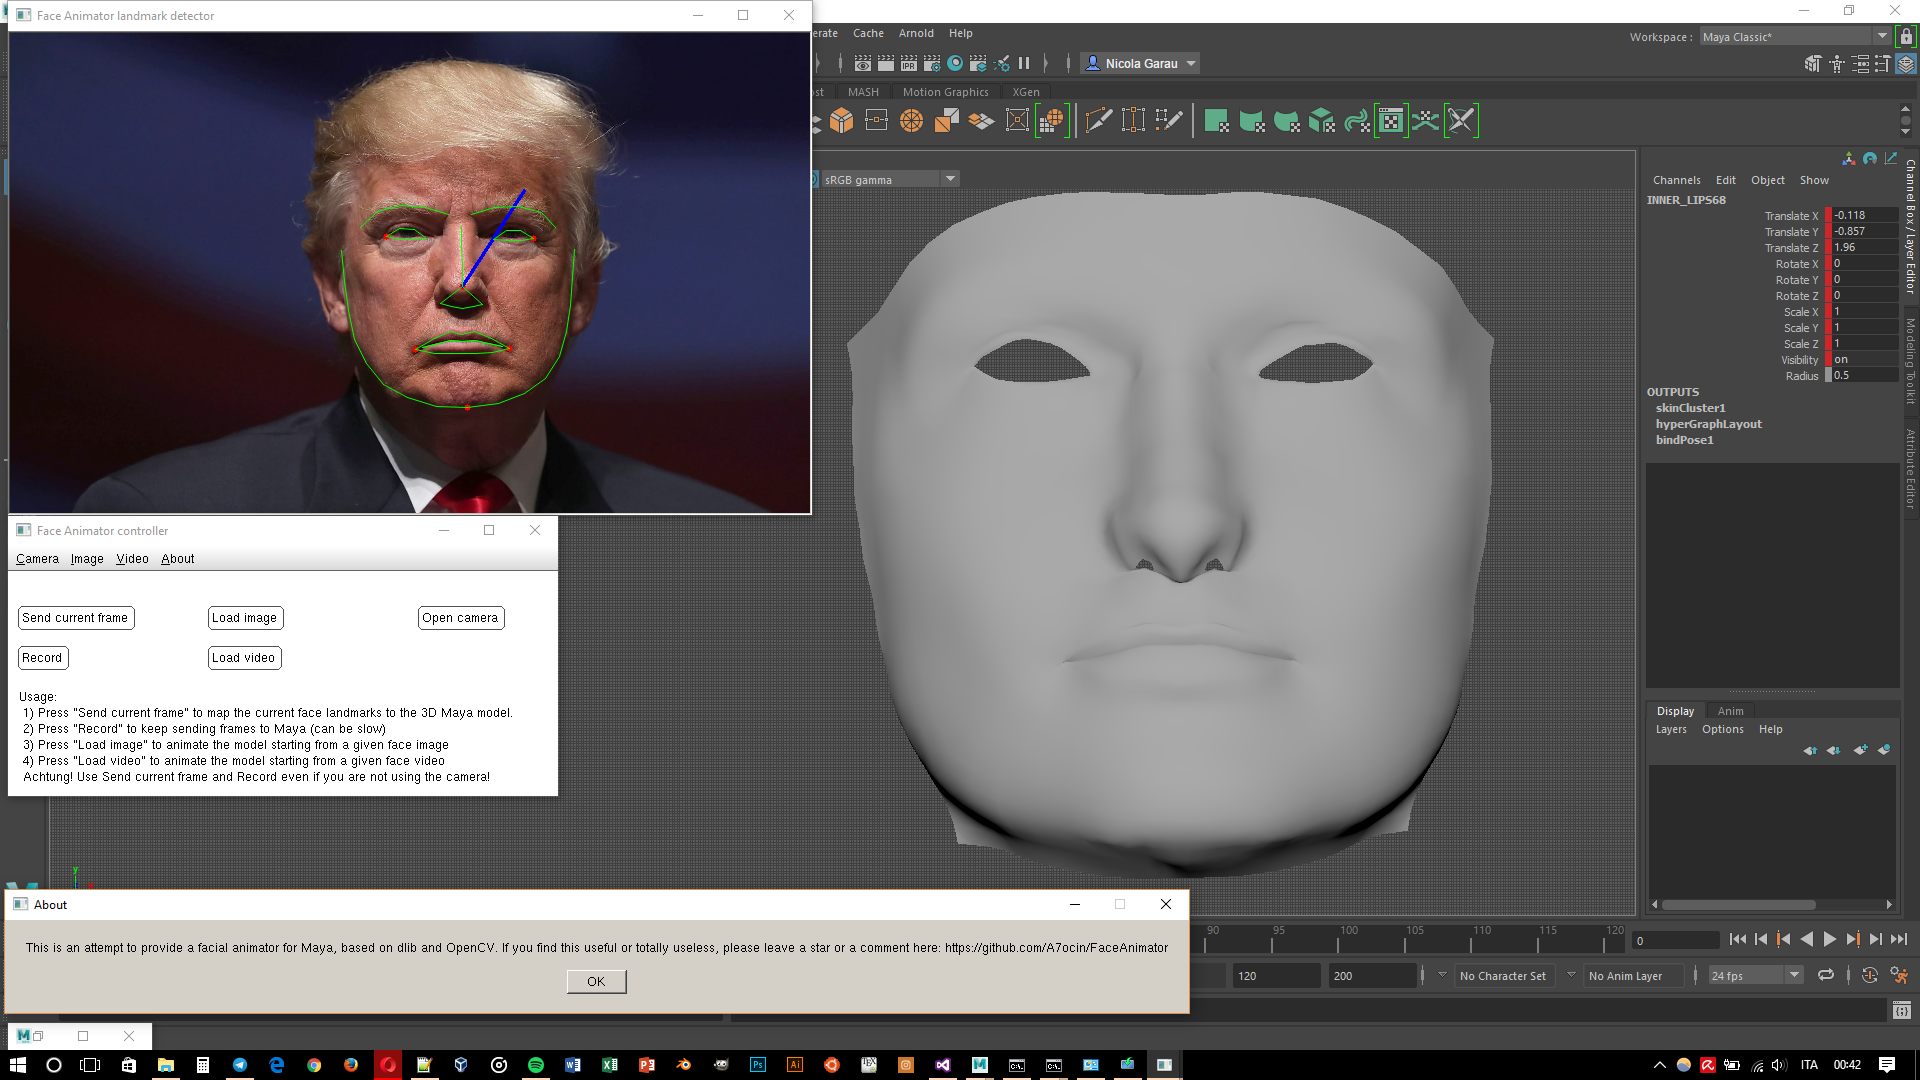 Face Animator landmark detector
erate Cache Arnold Help
Workspace : Maya Classic*
IPR
Nicola Garau
MASH Motion Graphics XGen
sRGB gamma
Channels Edit Object Show
INNER_LIPS68
Translate X -0.118
Translate Y -0.857
Translate Z 1.96
Rotate X 0
Rotate Y 0
Rotate Z 0
Scale X 1
Scale Y 1
Scale Z 1
Visibility on
Radius 0.5
OUTPUTS
skinCluster1
hyperGraphLayout
bindPose1
Channel Box / Layer Editor
Modeling Toolkit
Attribute Editor
Face Animator controller
Camera Image Video About
Send current frame Load image Open camera
Record Load video
Usage:
1) Press "Send current frame" to map the current face landmarks to the 3D Maya model.
2) Press "Record" to keep sending frames to Maya (can be slow)
3) Press "Load image" to animate the model starting from a given face image
4) Press "Load video" to animate the model starting from a given face video
Achtung! Use Send current frame and Record even if you are not using the camera!
Display Anim
Layers Options Help
y
About
This is an attempt to provide a facial animator for Maya, based on dlib and OpenCV. If you find this useful or totally useless, please leave a star or a comment here: https://github.com/A7ocin/FaceAnimator
OK
90 95 100 105 110 115 120
0
120 200 No Character Set No Anim Layer 24 fps
ITA 00:42